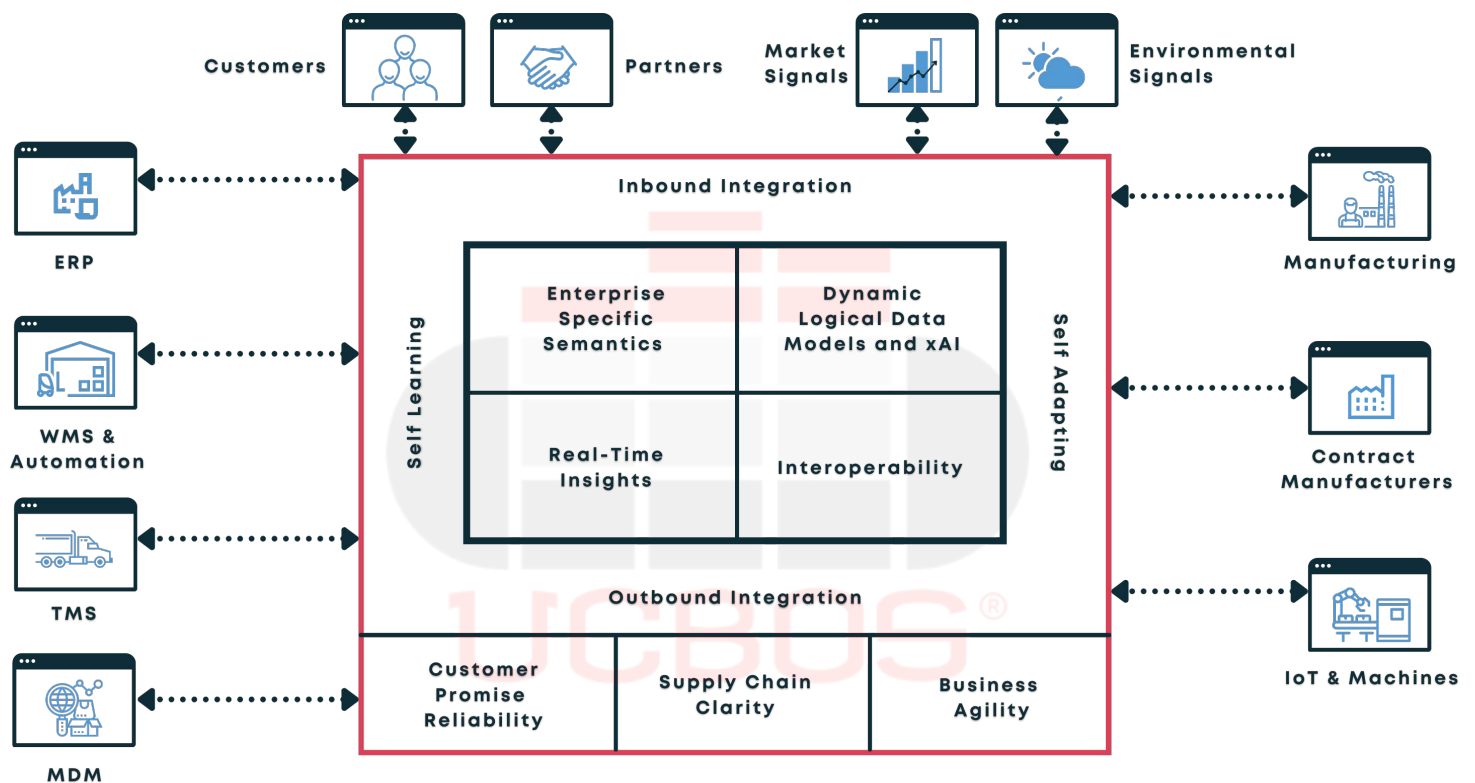 Customers
Partners
Market
Signals
Environmental
Signals
ERP
WMS &
Automation
TMS
MDM
Inbound Integration
Self Learning
Enterprise
Specific
Semantics
Dynamic
Logical Data
Models and xAI
Real-Time
Insights
Interoperability
Self Adapting
Outbound Integration
UCBOS®
Customer
Promise
Reliability
Supply Chain
Clarity
Business
Agility
Manufacturing
Contract
Manufacturers
IoT & Machines